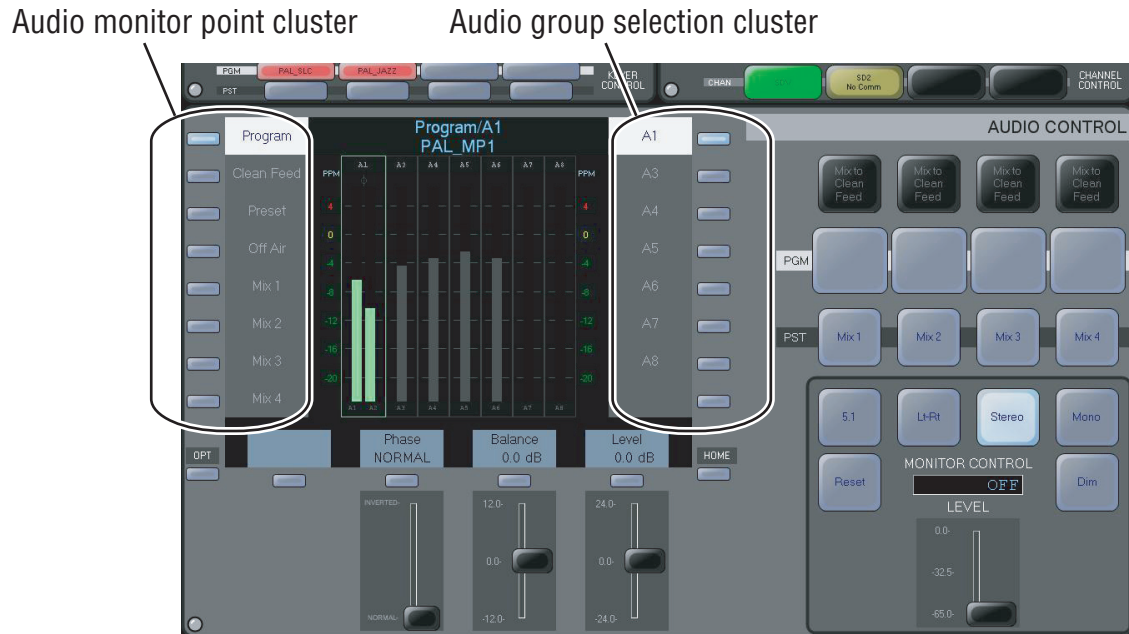 Audio monitor point cluster
Audio group selection cluster
PGM PAL_SLC PAL_JAZZ
PST
CONTROL
CHAN SD2 No Comm
CHANNEL CONTROL
Program
Clean Feed
Preset
Off Air
Mix 1
Mix 2
Mix 3
Mix 4
Program/A1
PAL_MP1
A1 A3 A4 A5 A6 A7 A8
PPM PPM
4 4
0 0
-4 -4
-8 -8
-12 -12
-16 -16
-20 -20
A1 A2 A3 A4 A5 A6 A7 A8
A1
A3
A4
A5
A6
A7
A8
AUDIO CONTROL
Mix to Clean Feed
Mix to Clean Feed
Mix to Clean Feed
Mix to Clean Feed
PGM
PST Mix 1 Mix 2 Mix 3 Mix 4
OPT
Phase
NORMAL
Balance
0.0 dB
Level
0.0 dB
HOME
INVERTED-
NORMAL-
12.0-
0.0-
-12.0-
24.0-
0.0-
-24.0-
5.1 Lt-Rt Stereo Mono
MONITOR CONTROL
Reset OFF Dim
LEVEL
0.0-
-32.5-
-65.0-